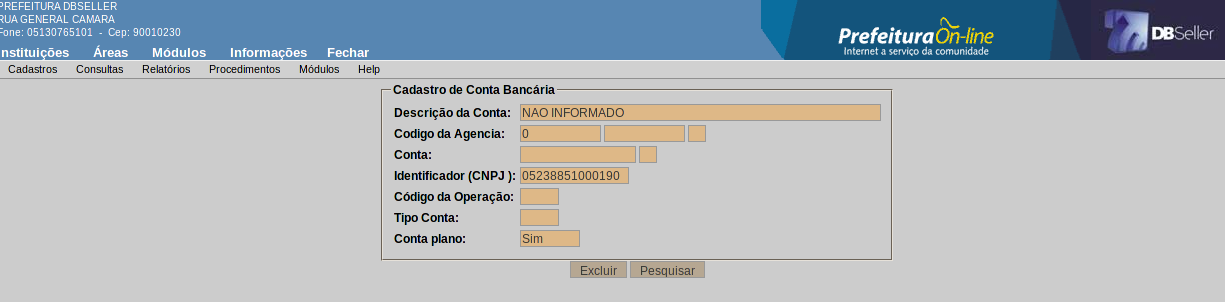 PREFEITURA DBSELLER
RUA GENERAL CAMARA
Fone: 05130765101 - Cep: 90010230
nstituições Áreas Módulos Informações Fechar
PrefeituraOn-line
Internet a serviço da comunidade
DBSeller
Cadastros Consultas Relatórios Procedimentos Módulos Help
Cadastro de Conta Bancária
Descrição da Conta: NAO INFORMADO
Codigo da Agencia: 0
Conta:
Identificador (CNPJ ): 05238851000190
Código da Operação:
Tipo Conta:
Conta plano: Sim
Excluir Pesquisar